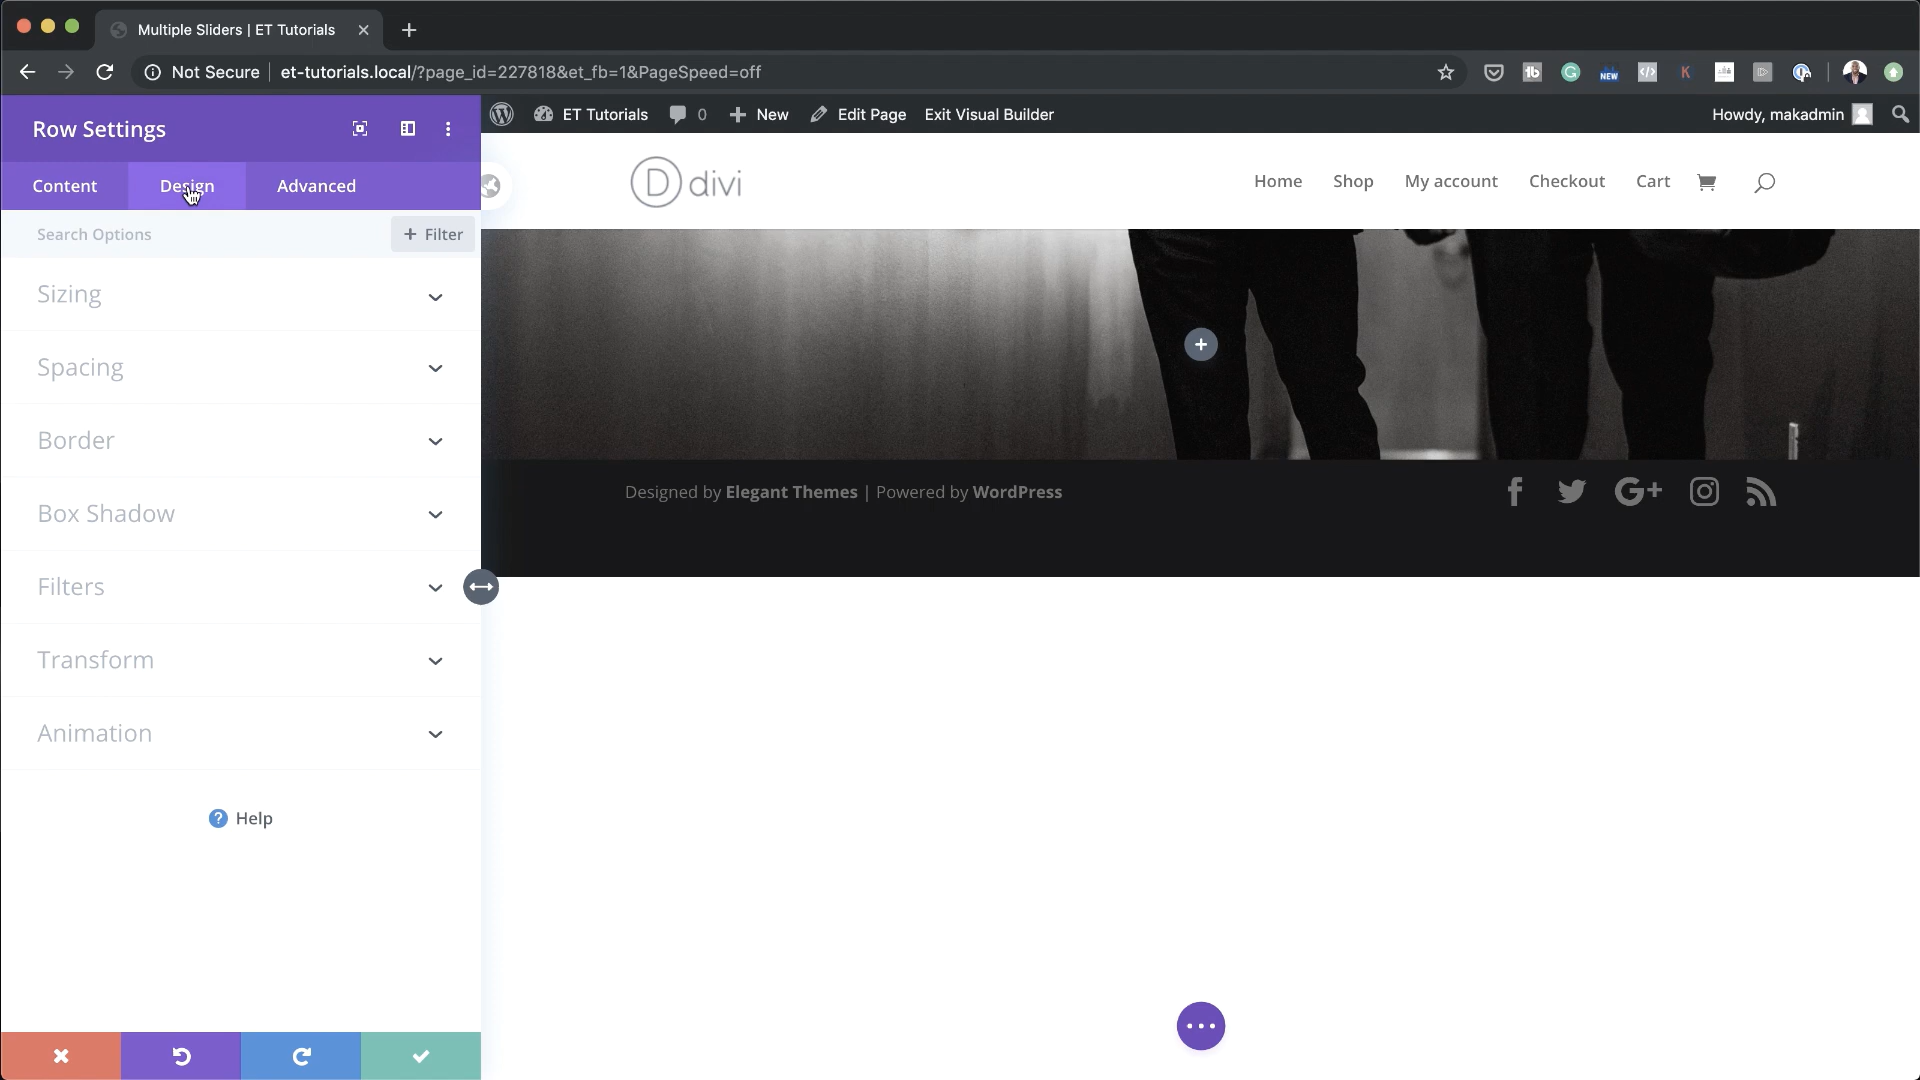 Multiple Sliders | ET Tutorials
Not Secure | et-tutorials.local/?page_id=227818&et_fb=1&PageSpeed=off
Row Settings
ET Tutorials 0 New Edit Page Exit Visual Builder
Howdy, makadmin
Content Design Advanced
D divi
Home Shop My account Checkout Cart
Search Options
+ Filter
Sizing
Spacing
Border
Box Shadow
Filters
Transform
Animation
? Help
Designed by Elegant Themes | Powered by WordPress